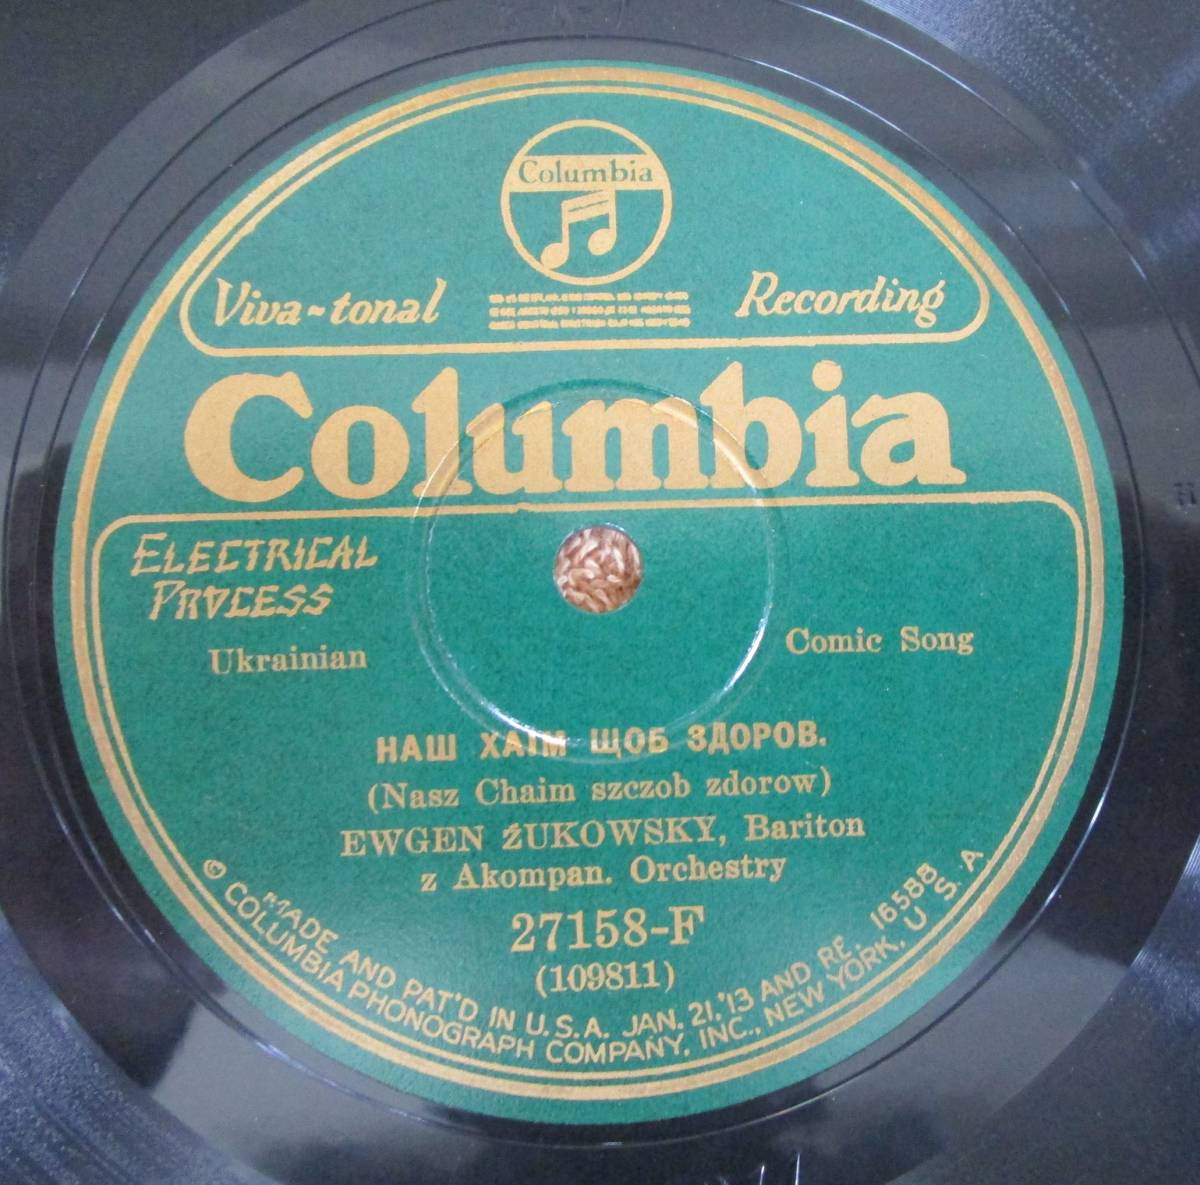 Columbia
Viva-tonal Recording
Columbia
ELECTRICAL
PROCESS
Ukrainian
Comic Song
НАШ ХАІМ ЩОБ ЗДОРОВ.
(Nasz Chaim szczob zdorow)
EWGEN ŹUKOWSKY, Bariton
z Akompan. Orchestry
27158-F
(109811)
MADE AND PAT'D IN U.S.A. JAN. 21, '13 AND RE 16588
© COLUMBIA PHONOGRAPH COMPANY, INC., NEW YORK, U. S. A